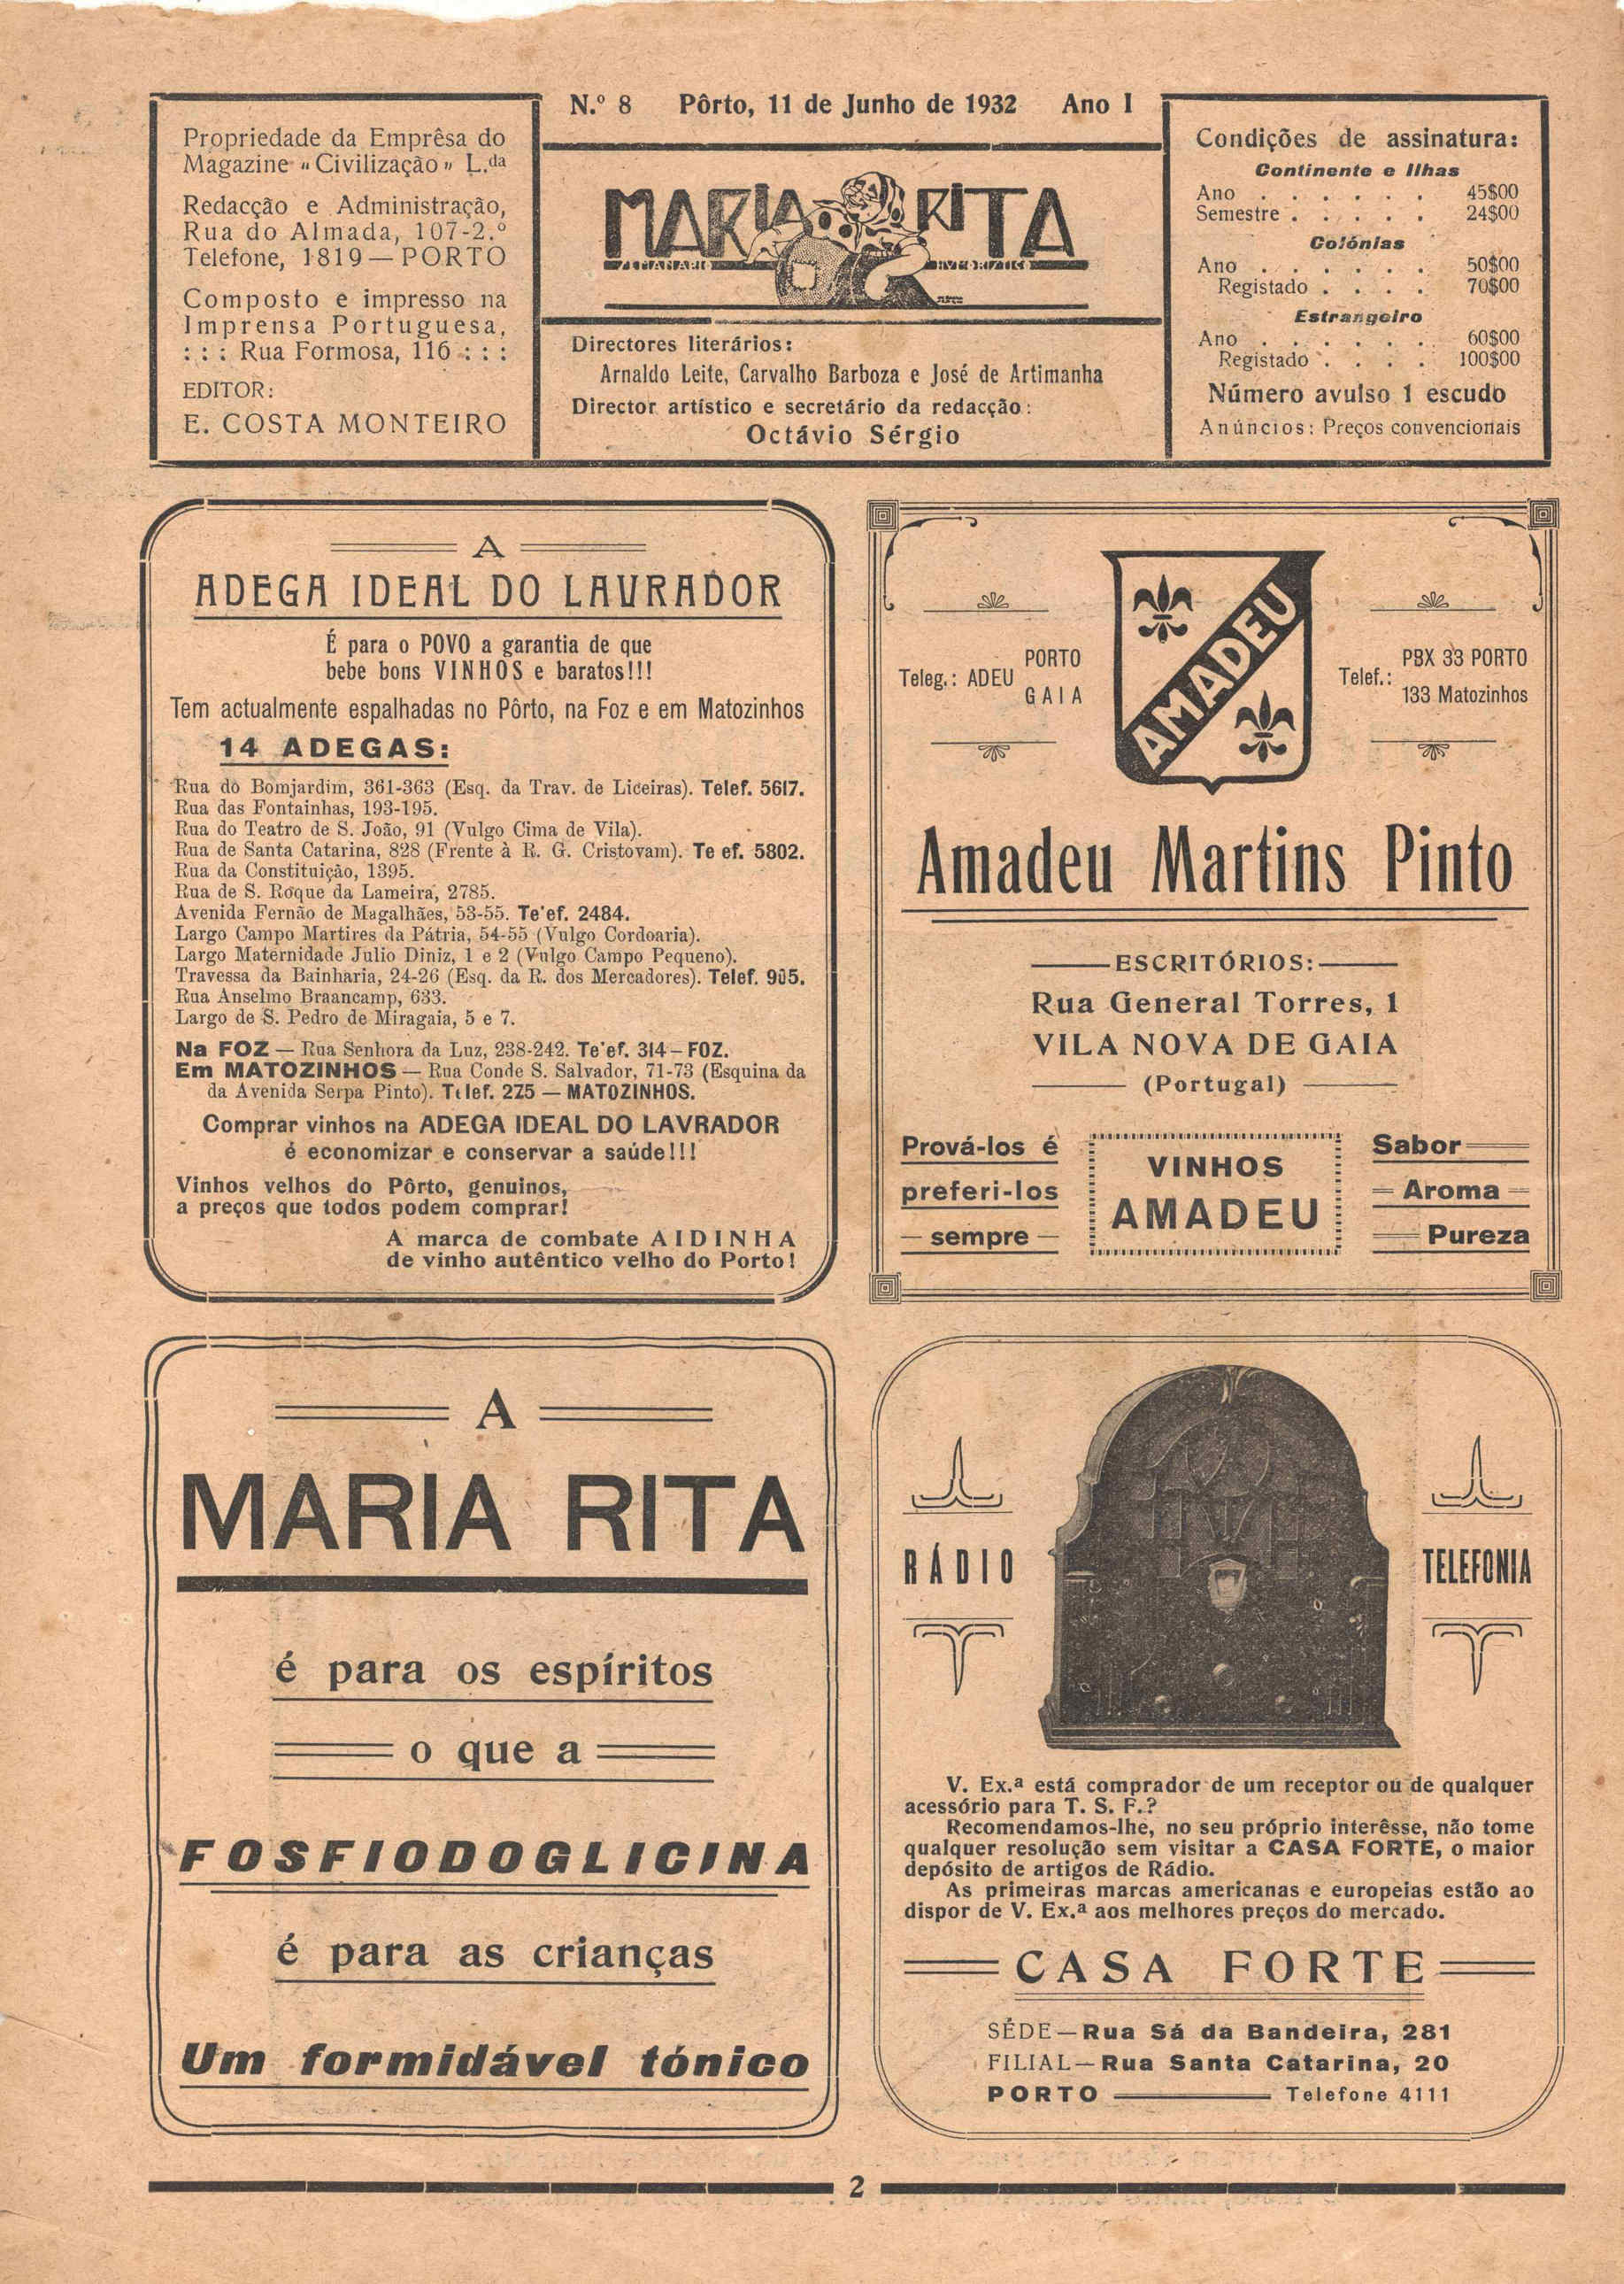 Propriedade da Emprêsa do
Magazine «Civilização» L.da
Redacção e Administração,
Rua do Almada, 107-2.º
Telefone, 1819 — PORTO
Composto e impresso na
Imprensa Portuguesa,
: : : Rua Formosa, 116 : : :
EDITOR:
E. COSTA MONTEIRO
N.º 8 Pôrto, 11 de Junho de 1932 Ano I
MARIA RITA
Directores literários:
Arnaldo Leite, Carvalho Barboza e José de Artimanha
Director artístico e secretário da redacção:
Octávio Sérgio
Condições de assinatura:
Continente e Ilhas
Ano . . . . . . 45$00
Semestre . . . . . 24$00
Colónias
Ano . . . . . . 50$00
Registado . . . . 70$00
Estrangeiro
Ano . . . . . . 60$00
Registado . . . . 100$00
Número avulso 1 escudo
Anúncios: Preços convencionais
A
ADEGA IDEAL DO LAVRADOR
É para o POVO a garantia de que
bebe bons VINHOS e baratos!!!
Tem actualmente espalhadas no Pôrto, na Foz e em Matozinhos
14 ADEGAS:
Rua do Bomjardim, 361-363 (Esq. da Trav. de Liceiras). Telef. 5617.
Rua das Fontainhas, 193-195.
Rua do Teatro de S. João, 91 (Vulgo Cima de Vila).
Rua de Santa Catarina, 828 (Frente à R. G. Cristovam). Te ef. 5802.
Rua da Constituição, 1395.
Rua de S. Roque da Lameira, 2785.
Avenida Fernão de Magalhães, 53-55. Te'ef. 2484.
Largo Campo Martires da Pátria, 54-55 (Vulgo Cordoaria).
Largo Maternidade Julio Diniz, 1 e 2 (Vulgo Campo Pequeno).
Travessa da Bainharia, 24-26 (Esq. da R. dos Mercadores). Telef. 905.
Rua Anselmo Braancamp, 633.
Largo de S. Pedro de Miragaia, 5 e 7.
Na FOZ — Rua Senhora da Luz, 238-242. Te'ef. 314 – FOZ.
Em MATOZINHOS — Rua Conde S. Salvador, 71-73 (Esquina da
da Avenida Serpa Pinto). Telef. 225 — MATOZINHOS.
Comprar vinhos na ADEGA IDEAL DO LAVRADOR
é economizar e conservar a saúde!!!
Vinhos velhos do Pôrto, genuinos,
a preços que todos podem comprar!
A marca de combate AIDINHA
de vinho autêntico velho do Porto!
AMADEU
Teleg.: ADEU PORTO
GAIA
Telef.: PBX 33 PORTO
133 Matozinhos
Amadeu Martins Pinto
ESCRITÓRIOS:
Rua General Torres, 1
VILA NOVA DE GAIA
(Portugal)
Prová-los é
preferi-los
sempre
VINHOS
AMADEU
Sabor
Aroma
Pureza
A
MARIA RITA
é para os espíritos
o que a
FOSFIODOGLICINA
é para as crianças
Um formidável tónico
RÁDIO
TELEFONIA
V. Ex.ª está comprador de um receptor ou de qualquer
acessório para T. S. F.?
Recomendamos-lhe, no seu próprio interêsse, não tome
qualquer resolução sem visitar a CASA FORTE, o maior
depósito de artigos de Rádio.
As primeiras marcas americanas e europeias estão ao
dispor de V. Ex.ª aos melhores preços do mercado.
CASA FORTE
SÉDE — Rua Sá da Bandeira, 281
FILIAL — Rua Santa Catarina, 20
PORTO Telefone 4111
2